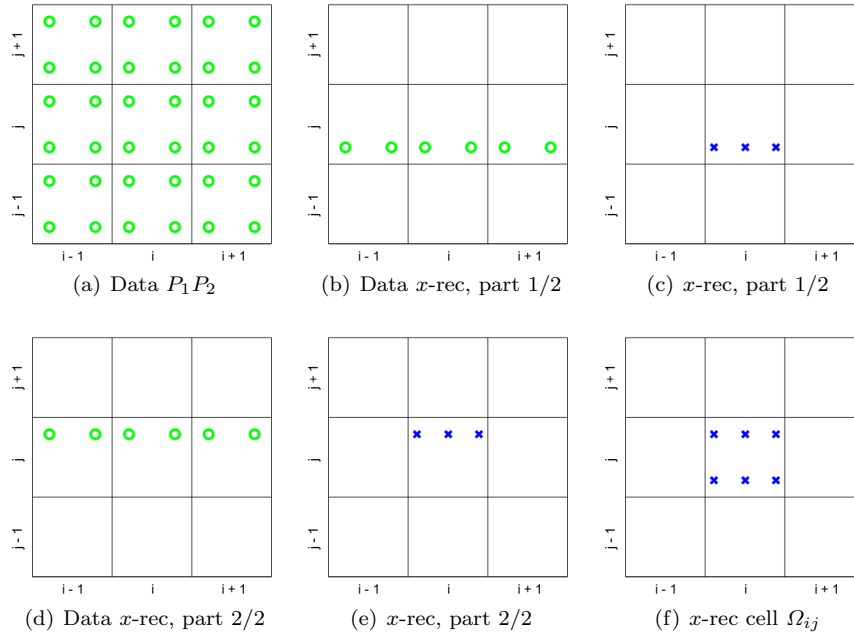 j + 1
j
j - 1
i - 1 i i + 1
(a) Data P₁P₂
j + 1
j
j - 1
i - 1 i i + 1
(b) Data x-rec, part 1/2
j + 1
j
j - 1
i - 1 i i + 1
(c) x-rec, part 1/2
j + 1
j
j - 1
i - 1 i i + 1
(d) Data x-rec, part 2/2
j + 1
j
j - 1
i - 1 i i + 1
(e) x-rec, part 2/2
j + 1
j
j - 1
i - 1 i i + 1
(f) x-rec cell Ωᵢⱼ